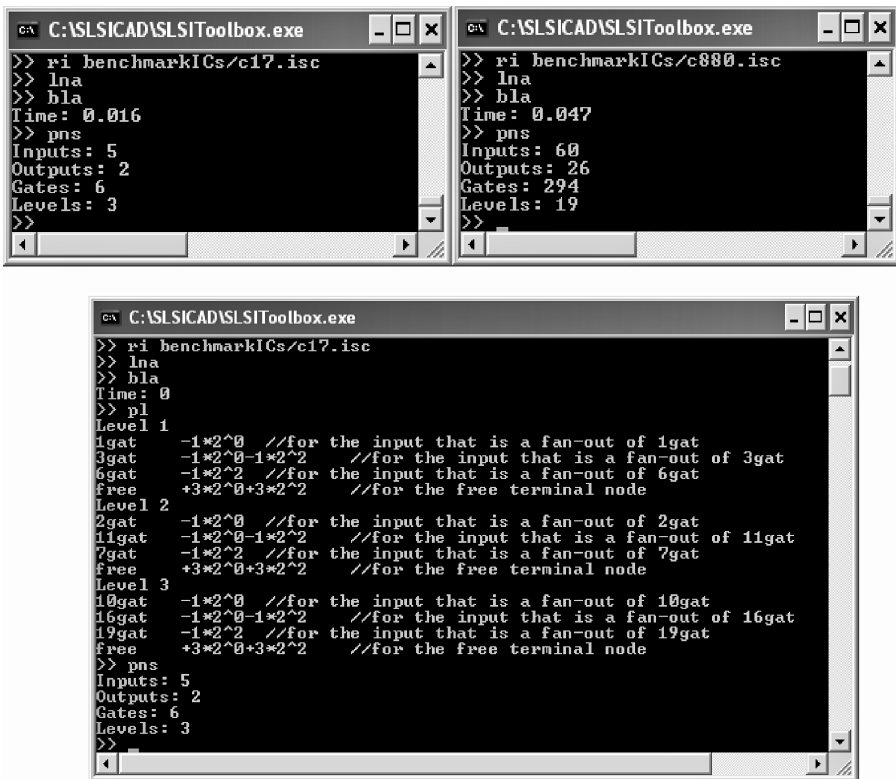 C:\SLSICAD\SLSIToolbox.exe
>> ri benchmarkICs/c17.isc
>> lna
>> bla
Time: 0.016
>> pns
Inputs: 5
Outputs: 2
Gates: 6
Levels: 3
>>
C:\SLSICAD\SLSIToolbox.exe
>> ri benchmarkICs/c880.isc
>> lna
>> bla
Time: 0.047
>> pns
Inputs: 60
Outputs: 26
Gates: 294
Levels: 19
>> _
C:\SLSICAD\SLSIToolbox.exe
>> ri benchmarkICs/c17.isc
>> lna
>> bla
Time: 0
>> pl
Level 1
1gat -1*2^0 //for the input that is a fan-out of 1gat
3gat -1*2^0-1*2^2 //for the input that is a fan-out of 3gat
6gat -1*2^2 //for the input that is a fan-out of 6gat
free +3*2^0+3*2^2 //for the free terminal node
Level 2
2gat -1*2^0 //for the input that is a fan-out of 2gat
11gat -1*2^0-1*2^2 //for the input that is a fan-out of 11gat
7gat -1*2^2 //for the input that is a fan-out of 7gat
free +3*2^0+3*2^2 //for the free terminal node
Level 3
10gat -1*2^0 //for the input that is a fan-out of 10gat
16gat -1*2^0-1*2^2 //for the input that is a fan-out of 16gat
19gat -1*2^2 //for the input that is a fan-out of 19gat
free +3*2^0+3*2^2 //for the free terminal node
>> pns
Inputs: 5
Outputs: 2
Gates: 6
Levels: 3
>> _